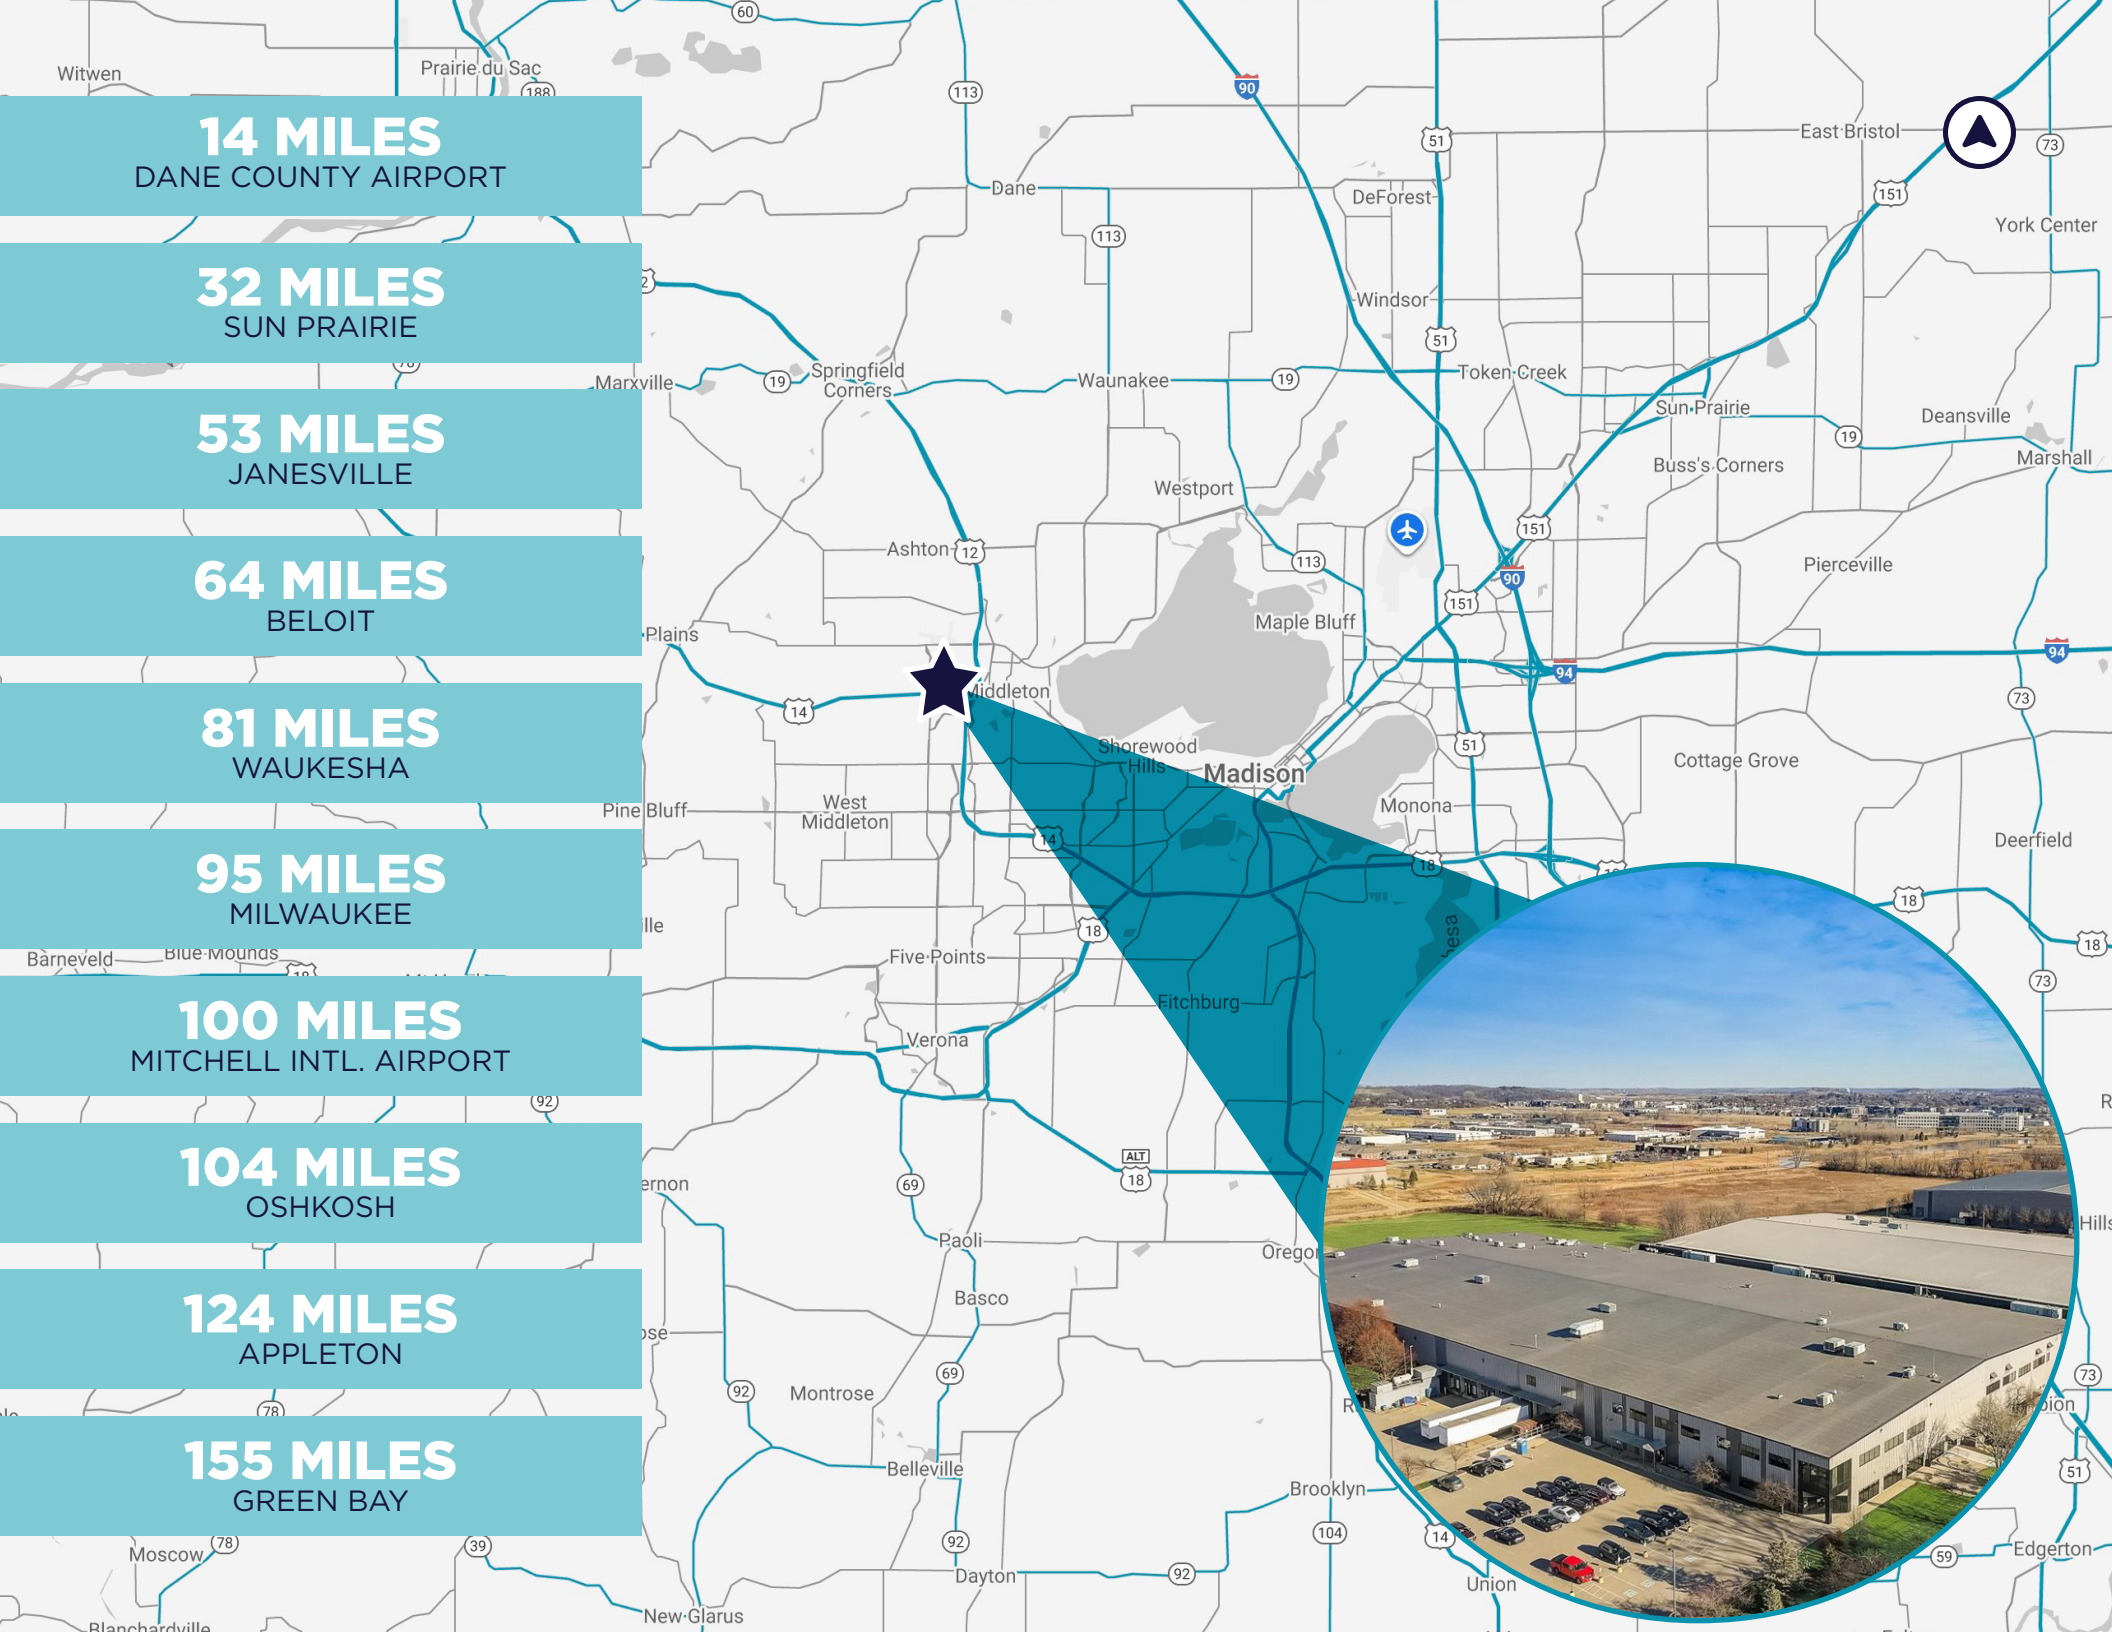 14 MILES
DANE COUNTY AIRPORT
32 MILES
SUN PRAIRIE
53 MILES
JANESVILLE
64 MILES
BELOIT
81 MILES
WAUKESHA
95 MILES
MILWAUKEE
100 MILES
MITCHELL INTL. AIRPORT
104 MILES
OSHKOSH
124 MILES
APPLETON
155 MILES
GREEN BAY
60
Witwen
Prairie du Sac
188
113
90
51
East Bristol
73
Dane
DeForest
151
York Center
113
Windsor
51
Springfield
Corners
Marxville
19
Waunakee
19
Token Creek
Sun Prairie
Deansville
19
Buss's Corners
Marshall
Westport
Ashton
12
113
151
90
Pierceville
151
Maple Bluff
Plains
94
94
Middleton
73
14
Shorewood
Hills
51
Madison
Cottage Grove
West
Middleton
Pine Bluff
Monona
14
18
Deerfield
18
18
18
Five Points
Barneveld
Blue Mounds
73
Fitchburg
Verona
92
ALT
18
69
Paoli
Oregon
Basco
69
73
92
Montrose
78
Belleville
51
Brooklyn
104
14
78
39
Moscow
92
Dayton
92
59
Edgerton
Union
New Glarus
Blanchardville